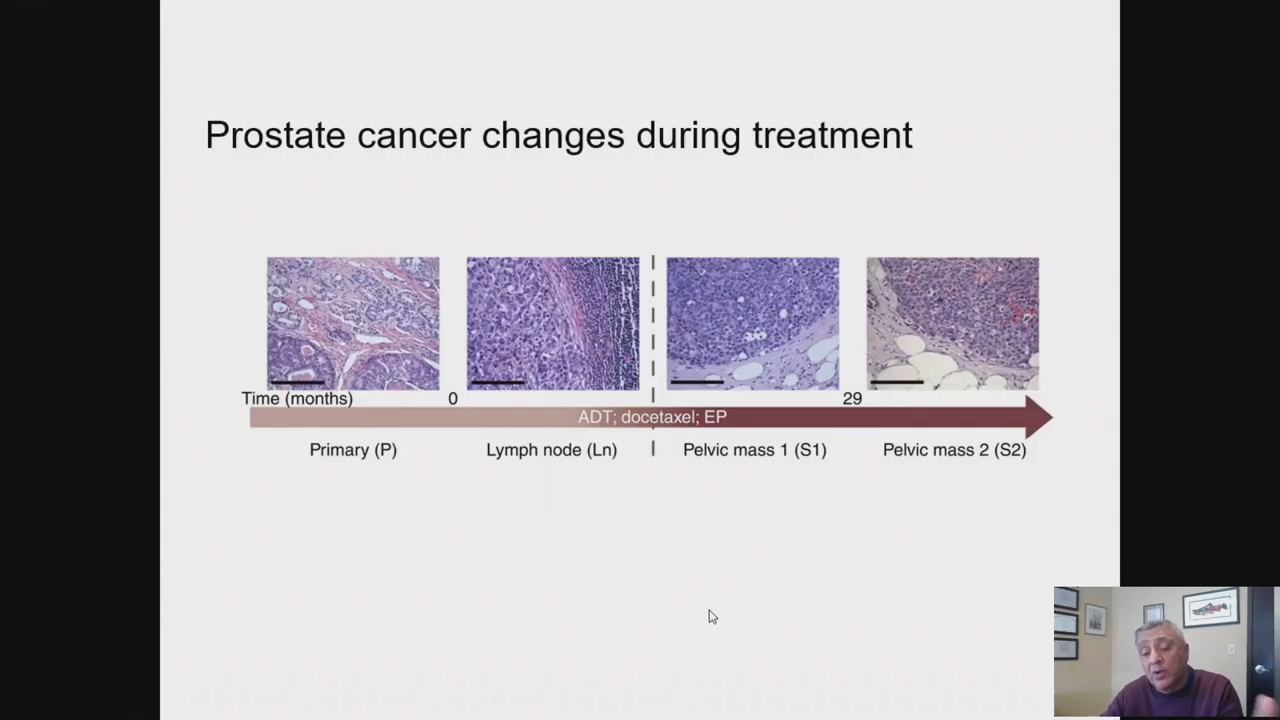 Prostate cancer changes during treatment
Time (months) 0 29
ADT; docetaxel; EP
Primary (P) Lymph node (Ln) Pelvic mass 1 (S1) Pelvic mass 2 (S2)